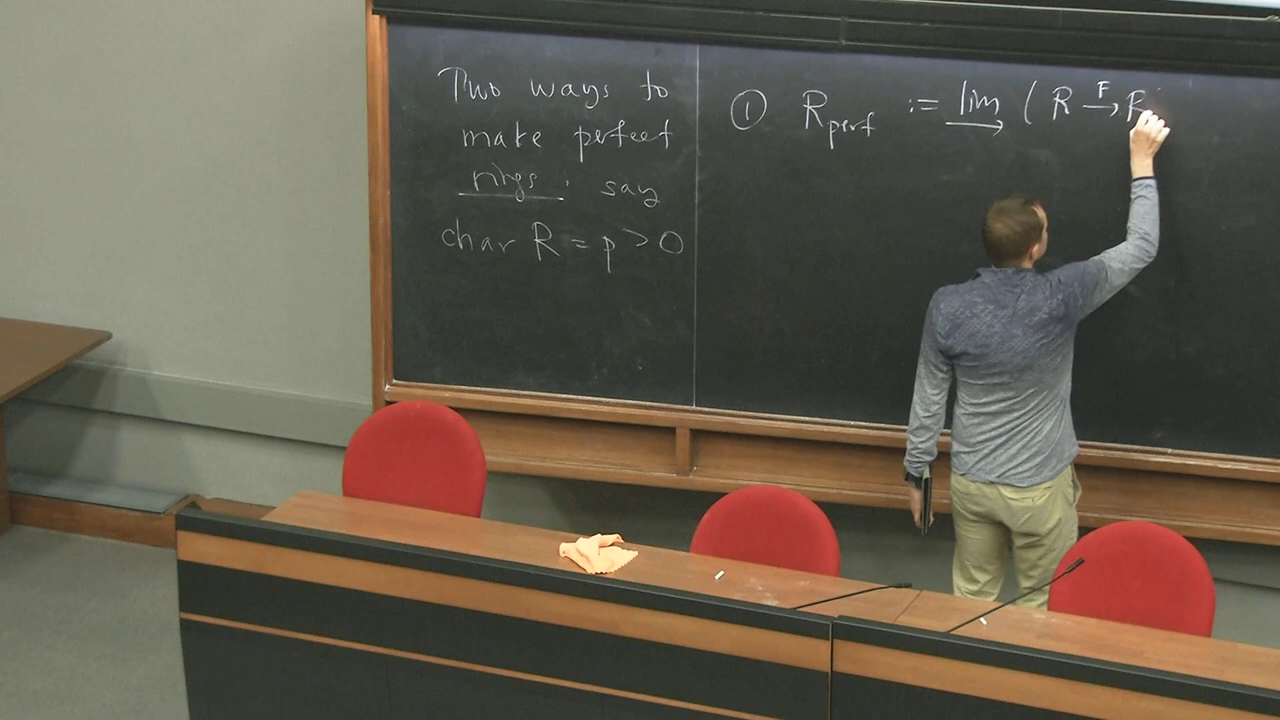 Two ways to
make perfect
rings : say
char R = p > 0
① R_perf := lim→ ( R F→ R